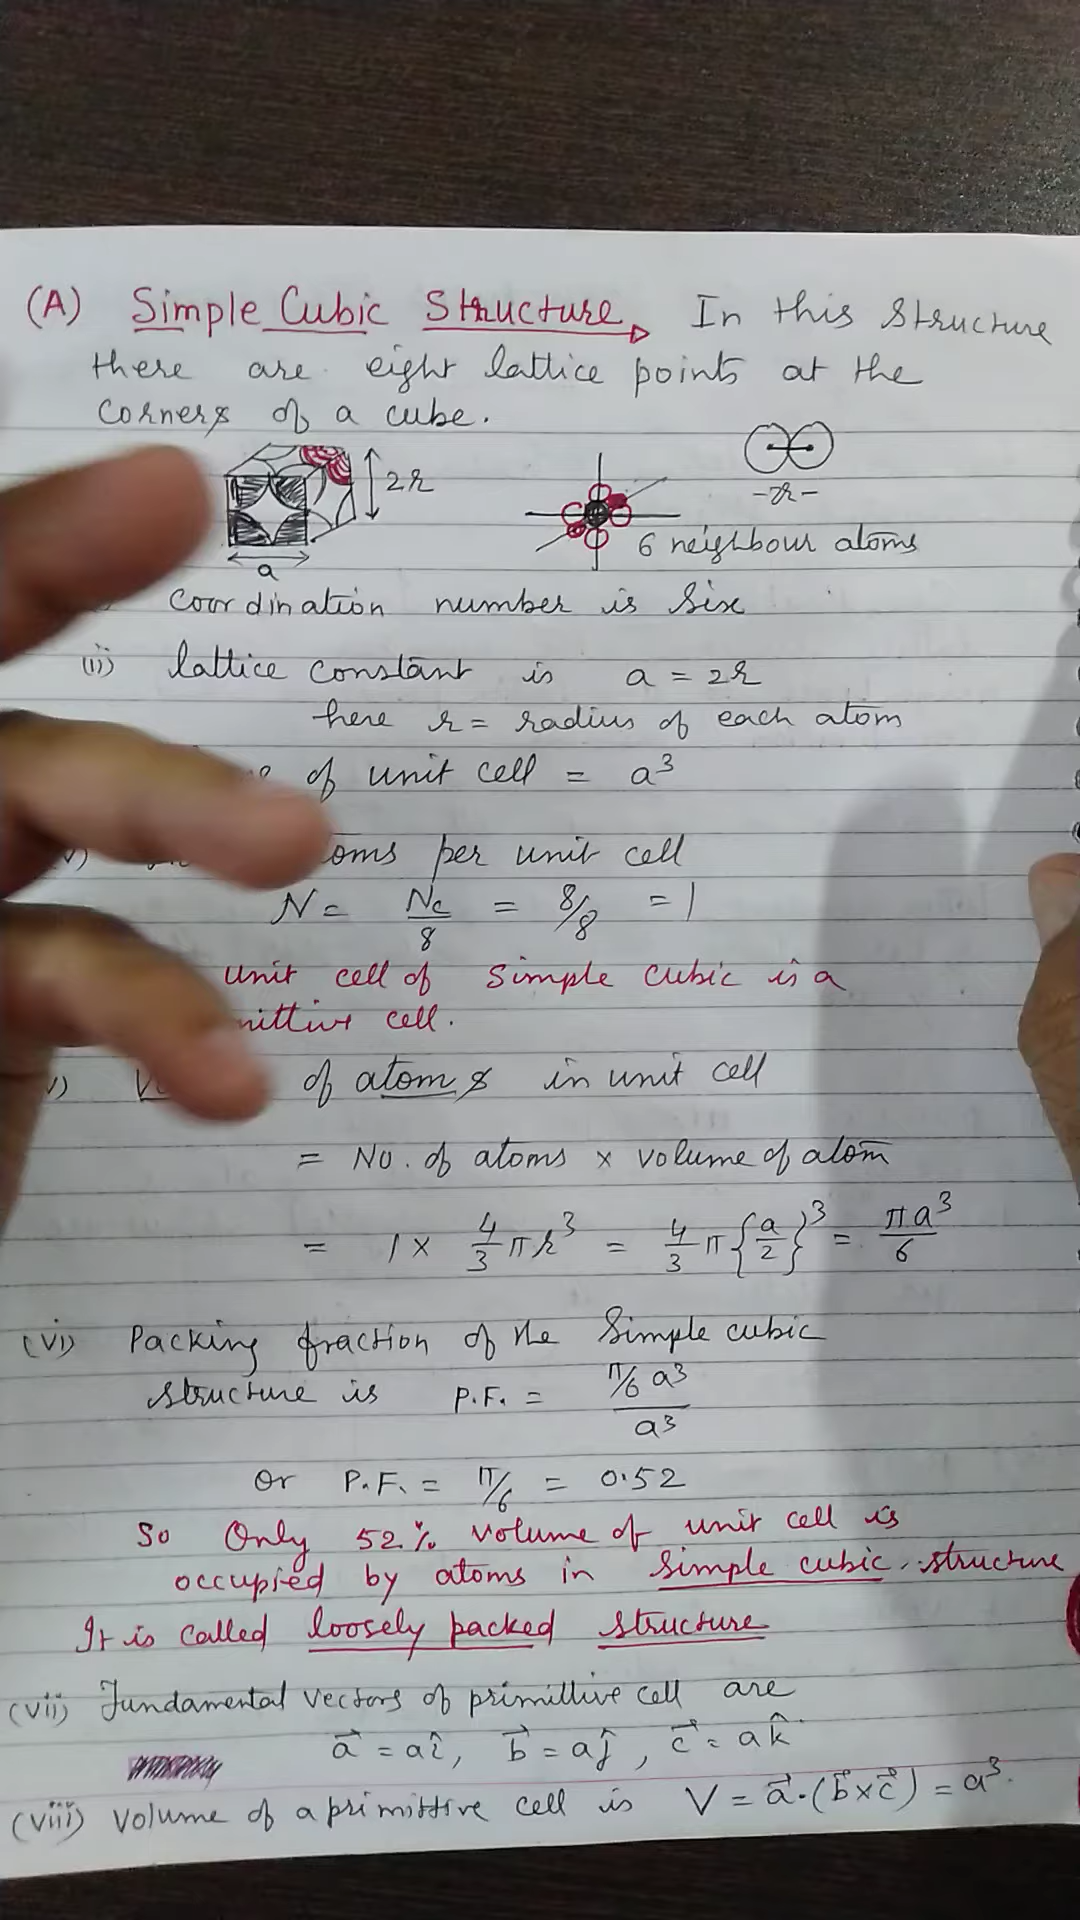 (A) Simple Cubic Structure In this structure
there are eight lattice points at the
corners of a cube.
2r
a
-r-
6 neighbour atoms
Coordination number is six
(ii) lattice constant is a = 2r
here r = radius of each atom
of unit cell = a³
oms per unit cell
N = Nc/8 = 8/8 = 1
unit cell of simple cubic is a
mittive cell.
of atoms in unit cell
= No. of atoms × volume of atom
= 1 × 4/3 πr³ = 4/3 π{a/2}³ = πa³/6
(vi) Packing fraction of the Simple cubic
structure is P.F. = π/6 a³ / a³
Or P.F. = π/6 = 0.52
So Only 52% volume of unit cell is
occupied by atoms in simple cubic structure
It is called loosely packed structure
(vii) Fundamental vectors of primittive cell are
a⃗ = aî, b⃗ = aĵ, c⃗ = ak̂
(viii) volume of a primittive cell is V = a⃗.(b⃗×c⃗) = a³.